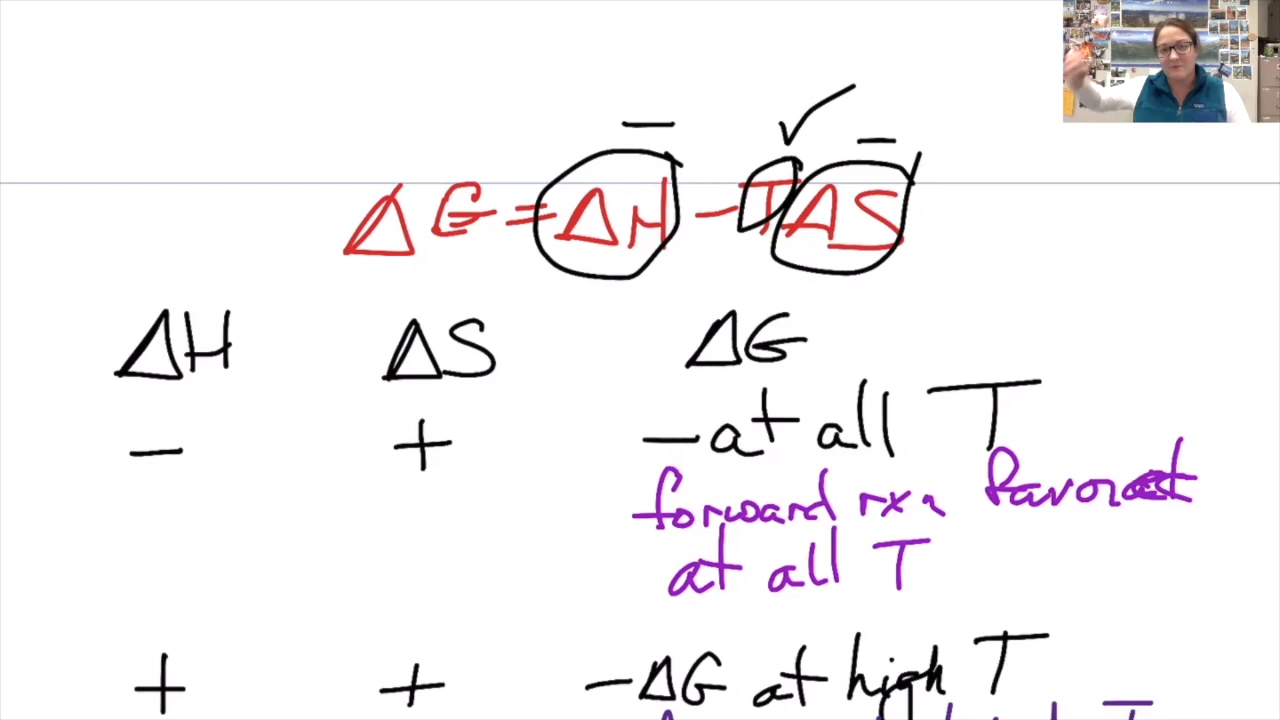 − ✓ −
ΔG = ΔH − TΔS
ΔH ΔS ΔG
− + − at all T
forward rxn favored
at all T
+ + −ΔG at high T